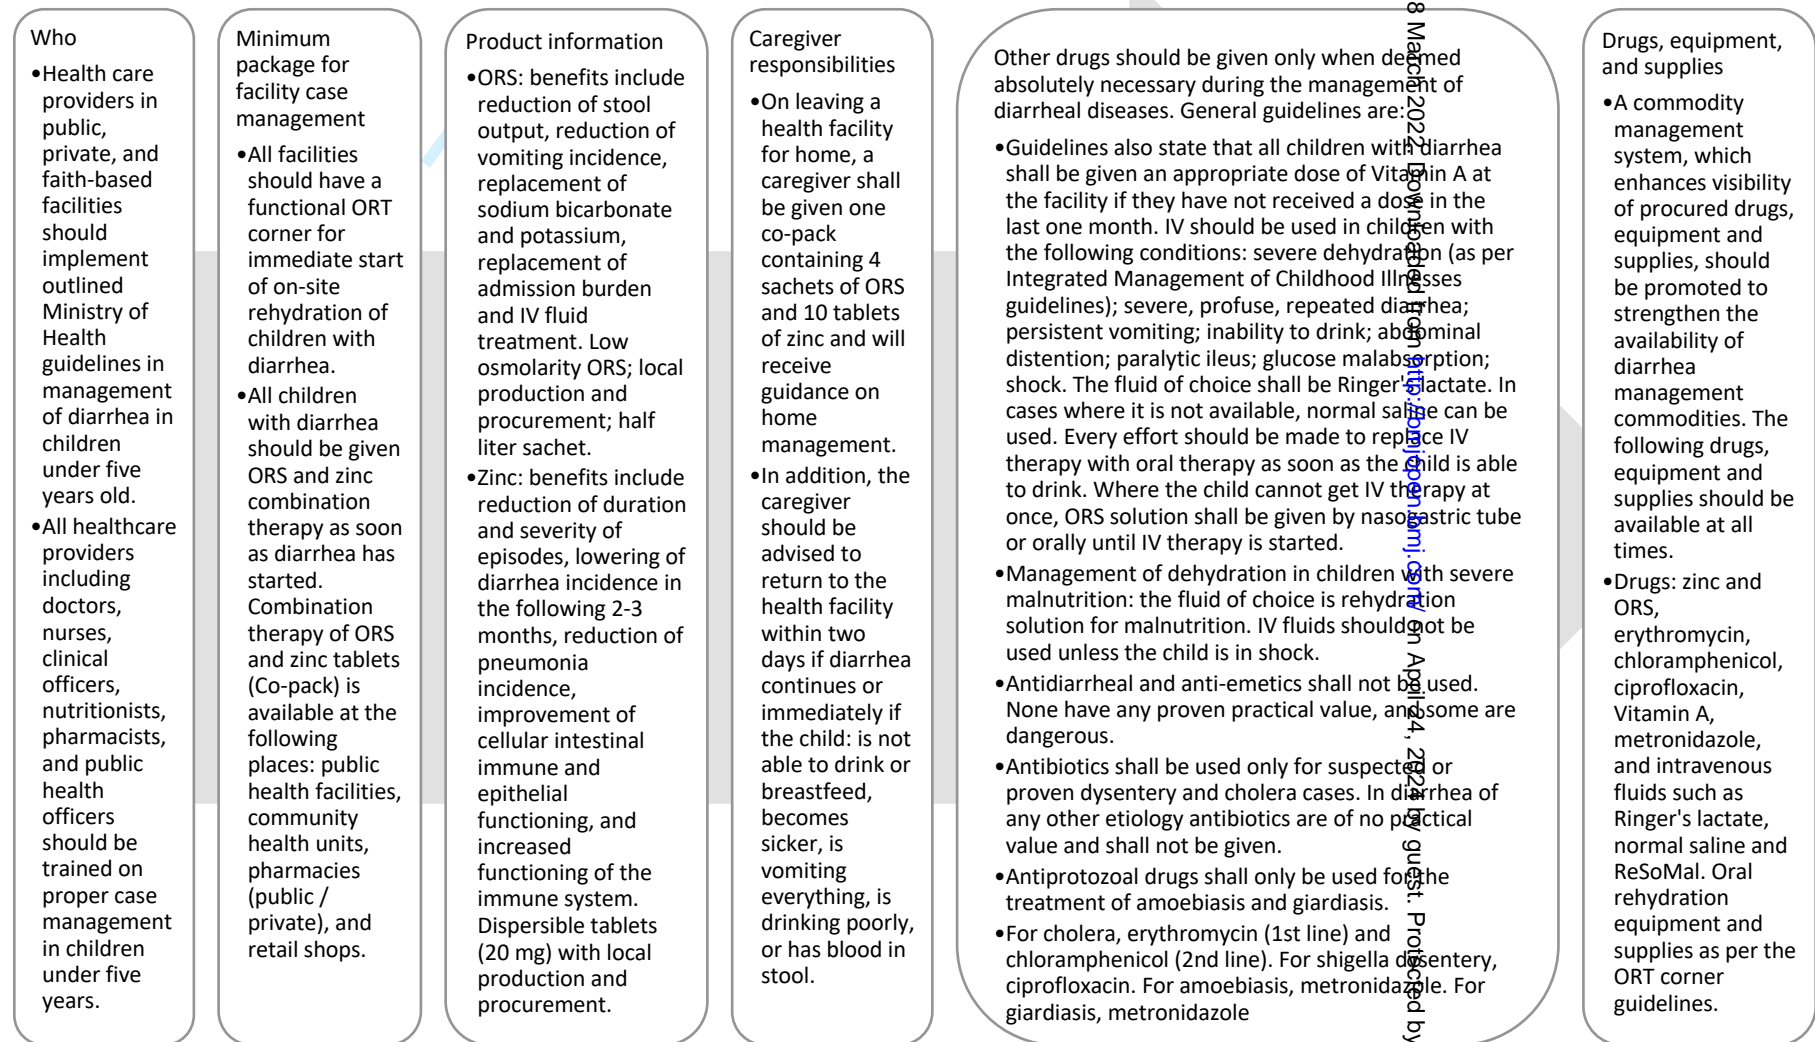 Who
•Health care
providers in
public,
private, and
faith-based
facilities
should
implement
outlined
Ministry of
Health
guidelines in
management
of diarrhea in
children
under five
years old.
•All healthcare
providers
including
doctors,
nurses,
clinical
officers,
nutritionists,
pharmacists,
and public
health
officers
should be
trained on
proper case
management
in children
under five
years.
Minimum
package for
facility case
management
•All facilities
should have a
functional ORT
corner for
immediate start
of on-site
rehydration of
children with
diarrhea.
•All children
with diarrhea
should be given
ORS and zinc
combination
therapy as soon
as diarrhea has
started.
Combination
therapy of ORS
and zinc tablets
(Co-pack) is
available at the
following
places: public
health facilities,
community
health units,
pharmacies
(public /
private), and
retail shops.
Product information
•ORS: benefits include
reduction of stool
output, reduction of
vomiting incidence,
replacement of
sodium bicarbonate
and potassium,
replacement of
admission burden
and IV fluid
treatment. Low
osmolarity ORS; local
production and
procurement; half
liter sachet.
•Zinc: benefits include
reduction of duration
and severity of
episodes, lowering of
diarrhea incidence in
the following 2-3
months, reduction of
pneumonia
incidence,
improvement of
cellular intestinal
immune and
epithelial
functioning, and
increased
functioning of the
immune system.
Dispersible tablets
(20 mg) with local
production and
procurement.
Caregiver
responsibilities
•On leaving a
health facility
for home, a
caregiver shall
be given one
co-pack
containing 4
sachets of ORS
and 10 tablets
of zinc and will
receive
guidance on
home
management.
•In addition, the
caregiver
should be
advised to
return to the
health facility
within two
days if diarrhea
continues or
immediately if
the child: is not
able to drink or
breastfeed,
becomes
sicker, is
vomiting
everything, is
drinking poorly,
or has blood in
stool.
Other drugs should be given only when deemed
absolutely necessary during the management of
diarrheal diseases. General guidelines are:
•Guidelines also state that all children with diarrhea
shall be given an appropriate dose of Vitamin A at
the facility if they have not received a dose in the
last one month. IV should be used in children with
the following conditions: severe dehydration (as per
Integrated Management of Childhood Illnesses
guidelines); severe, profuse, repeated diarrhea;
persistent vomiting; inability to drink; abdominal
distention; paralytic ileus; glucose malabsorption;
shock. The fluid of choice shall be Ringer's lactate. In
cases where it is not available, normal saline can be
used. Every effort should be made to replace IV
therapy with oral therapy as soon as the child is able
to drink. Where the child cannot get IV therapy at
once, ORS solution shall be given by nasogastric tube
or orally until IV therapy is started.
•Management of dehydration in children with severe
malnutrition: the fluid of choice is rehydration
solution for malnutrition. IV fluids should not be
used unless the child is in shock.
•Antidiarrheal and anti-emetics shall not be used.
None have any proven practical value, and some are
dangerous.
•Antibiotics shall be used only for suspected or
proven dysentery and cholera cases. In diarrhea of
any other etiology antibiotics are of no practical
value and shall not be given.
•Antiprotozoal drugs shall only be used for the
treatment of amoebiasis and giardiasis.
•For cholera, erythromycin (1st line) and
chloramphenicol (2nd line). For shigella dysentery,
ciprofloxacin. For amoebiasis, metronidazole. For
giardiasis, metronidazole
8 March 2022. Downloaded from http://bmjopen.bmj.com/ on April 24, 2024 by guest. Protected by
Drugs, equipment,
and supplies
•A commodity
management
system, which
enhances visibility
of procured drugs,
equipment and
supplies, should
be promoted to
strengthen the
availability of
diarrhea
management
commodities. The
following drugs,
equipment and
supplies should be
available at all
times.
•Drugs: zinc and
ORS,
erythromycin,
chloramphenicol,
ciprofloxacin,
Vitamin A,
metronidazole,
and intravenous
fluids such as
Ringer's lactate,
normal saline and
ReSoMal. Oral
rehydration
equipment and
supplies as per the
ORT corner
guidelines.